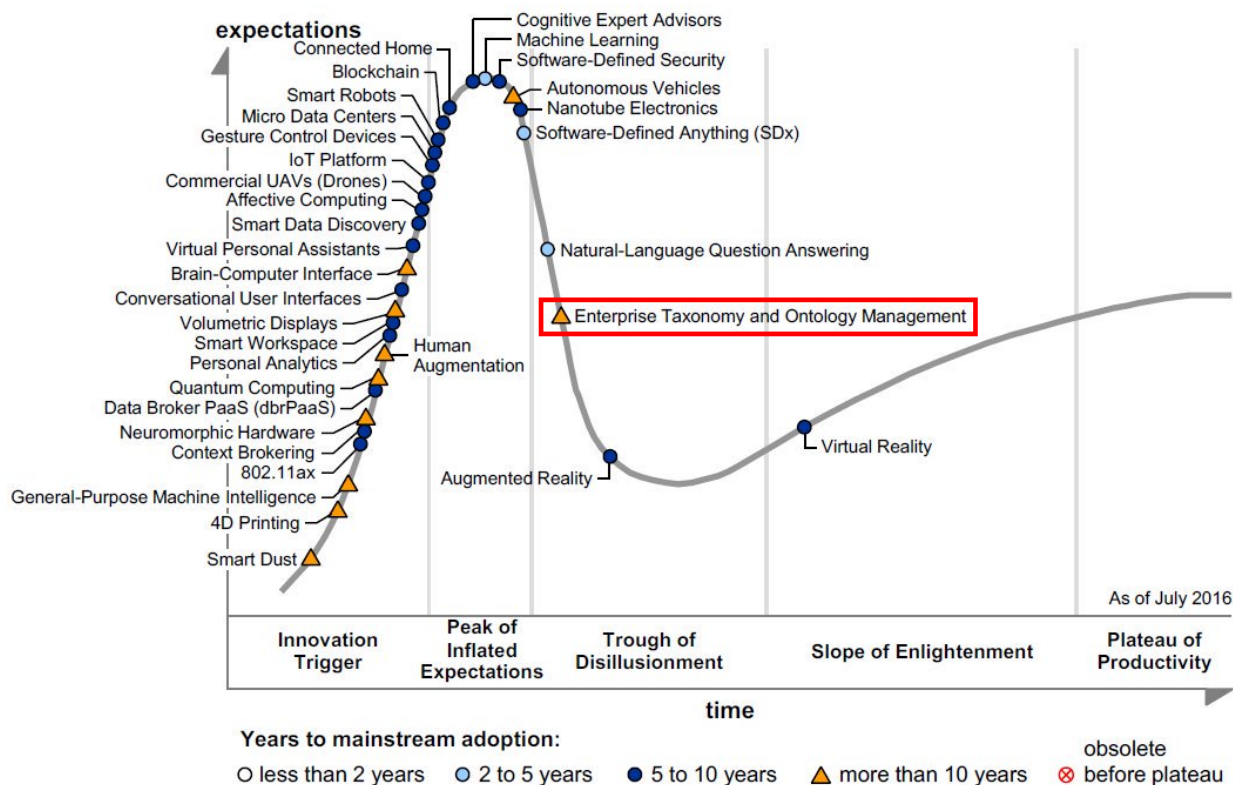 expectations
Cognitive Expert Advisors
Connected Home
Machine Learning
Blockchain
Software-Defined Security
Smart Robots
Autonomous Vehicles
Micro Data Centers
Nanotube Electronics
Gesture Control Devices
Software-Defined Anything (SDx)
IoT Platform
Commercial UAVs (Drones)
Affective Computing
Smart Data Discovery
Virtual Personal Assistants
Natural-Language Question Answering
Brain-Computer Interface
Conversational User Interfaces
Enterprise Taxonomy and Ontology Management
Volumetric Displays
Smart Workspace
Human
Augmentation
Personal Analytics
Quantum Computing
Data Broker PaaS (dbrPaaS)
Neuromorphic Hardware
Context Brokering
Virtual Reality
802.11ax
Augmented Reality
General-Purpose Machine Intelligence
4D Printing
Smart Dust
As of July 2016
Innovation
Trigger
Peak of
Inflated
Expectations
Trough of
Disillusionment
Slope of Enlightenment
Plateau of
Productivity
time
Years to mainstream adoption:
less than 2 years
2 to 5 years
5 to 10 years
more than 10 years
obsolete
before plateau